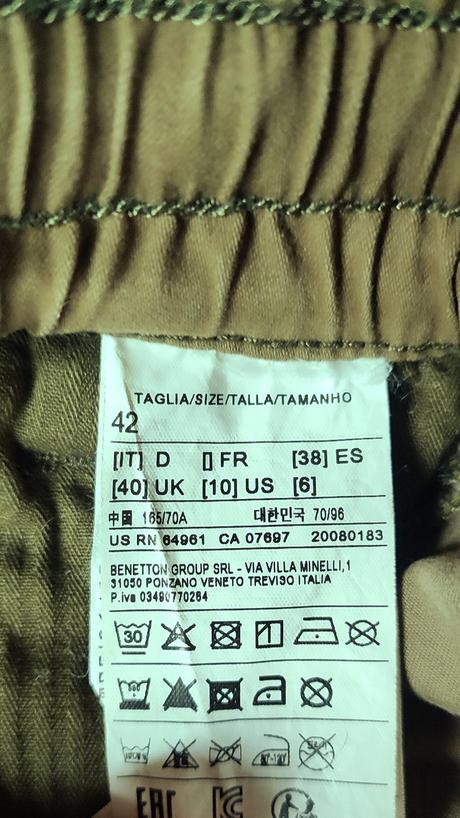 TAGLIA/SIZE/TALLA/TAMANHO
42
[IT] D [] FR [38] ES
[40] UK [10] US [6]
中国 165/70A 대한민국 70/96
US RN 64961 CA 07697 20080183
BENETTON GROUP SRL - VIA VILLA MINELLI,1
31050 PONZANO VENETO TREVISO ITALIA
P.iva 03490770264
30
EAC
KC